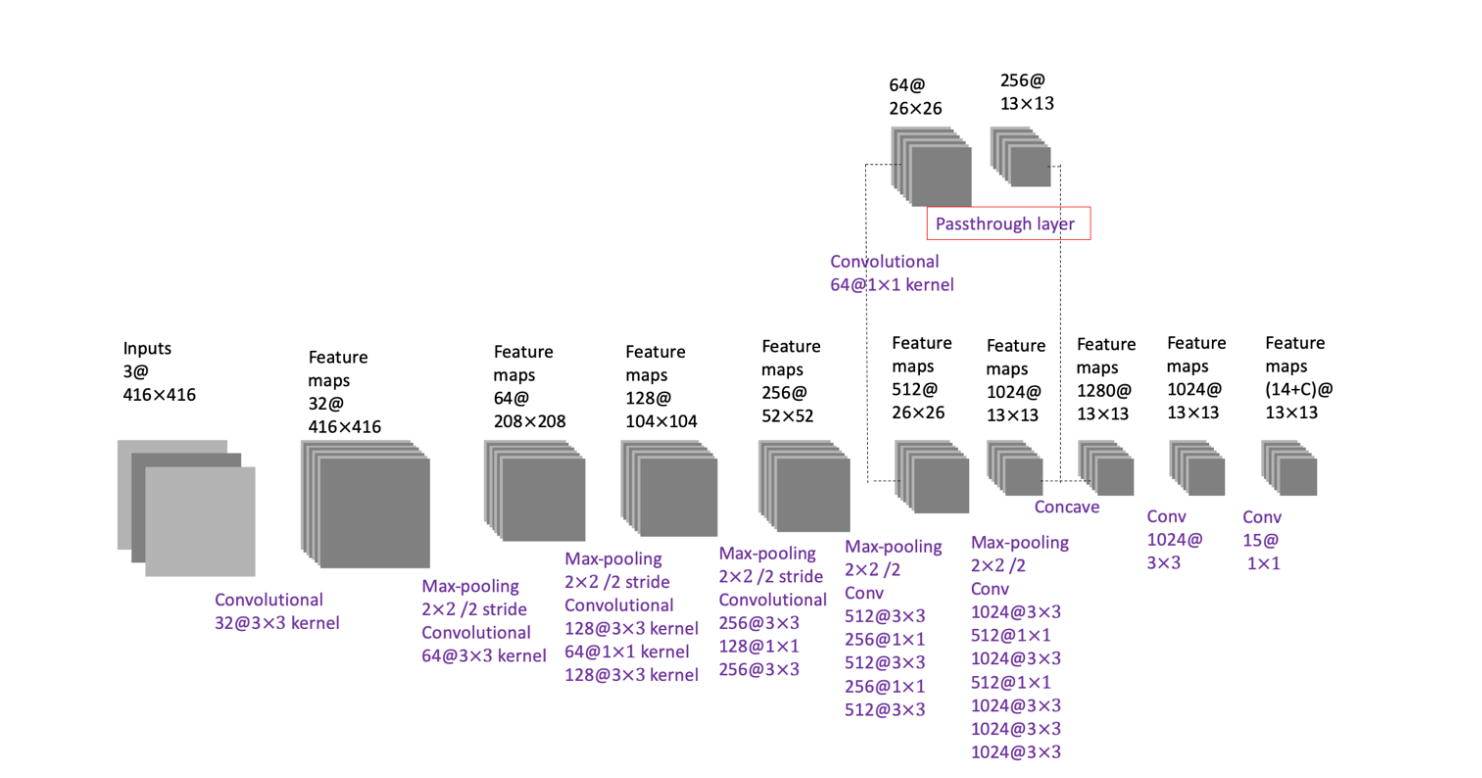 64@
26×26
256@
13×13
Passthrough layer
Convolutional
64@1×1 kernel
Inputs
3@
416×416
Feature
maps
32@
416×416
Feature
maps
64@
208×208
Feature
maps
128@
104×104
Feature
maps
256@
52×52
Feature
maps
512@
26×26
Feature
maps
1024@
13×13
Feature
maps
1280@
13×13
Feature
maps
1024@
13×13
Feature
maps
(14+C)@
13×13
Convolutional
32@3×3 kernel
Max-pooling
2×2 /2 stride
Convolutional
64@3×3 kernel
Max-pooling
2×2 /2 stride
Convolutional
128@3×3 kernel
64@1×1 kernel
128@3×3 kernel
Max-pooling
2×2 /2 stride
Convolutional
256@3×3
128@1×1
256@3×3
Max-pooling
2×2 /2
Conv
512@3×3
256@1×1
512@3×3
256@1×1
512@3×3
Max-pooling
2×2 /2
Conv
1024@3×3
512@1×1
1024@3×3
512@1×1
1024@3×3
1024@3×3
1024@3×3
Concave
Conv
1024@
3×3
Conv
15@
1×1